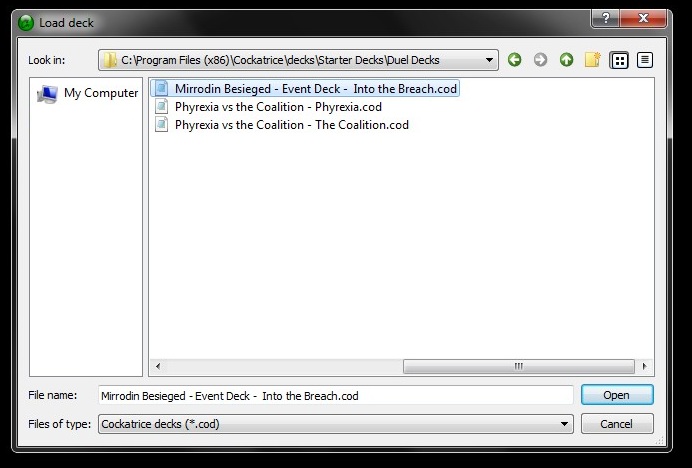 Load deck
Look in: C:\Program Files (x86)\Cockatrice\decks\Starter Decks\Duel Decks
My Computer
Mirrodin Besieged - Event Deck -  Into the Breach.cod
Phyrexia vs the Coalition - Phyrexia.cod
Phyrexia vs the Coalition - The Coalition.cod
File name: Mirrodin Besieged - Event Deck -  Into the Breach.cod Open
Files of type: Cockatrice decks (*.cod) Cancel